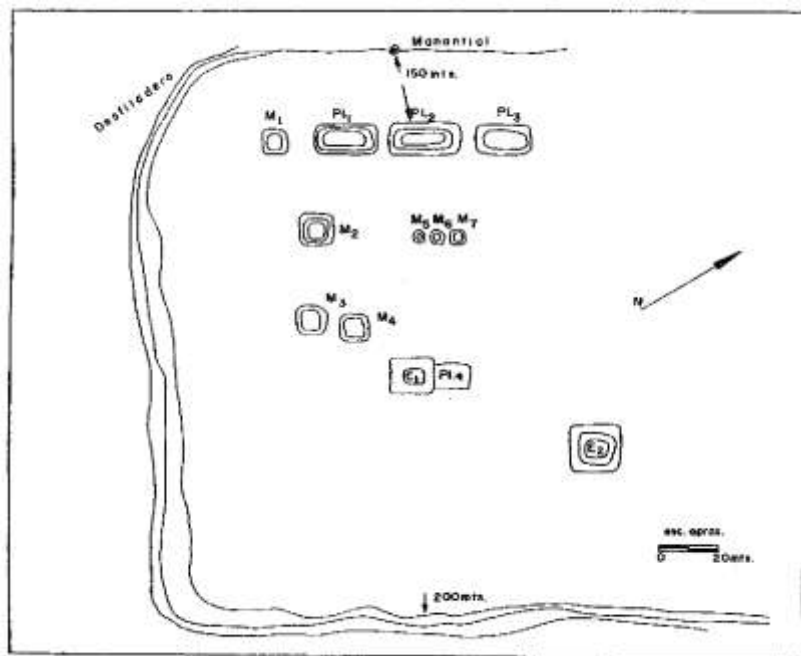 Manantial
150 mts.
Desfiladero
M1
PL1
PL2
PL3
M2
M5 M6 M7
M3
M4
E1
PL4
N
E2
esc. aprox.
0 20mts.
200mts.